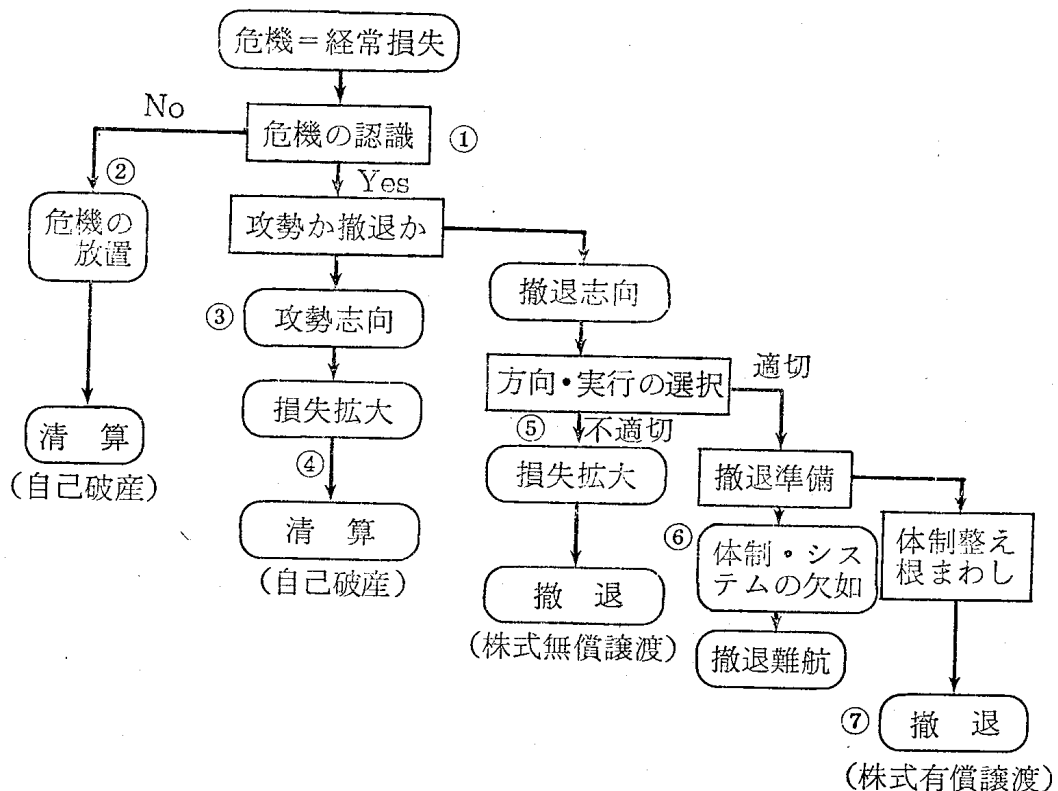 危機＝経常損失
No
危機の認識 ①
②
Yes
危機の
放置
攻勢か撤退か
撤退志向
③ 攻勢志向
方向・実行の選択
適切
損失拡大
⑤ 不適切
清 算
(自己破産)
④
損失拡大
撤退準備
清 算
(自己破産)
⑥ 体制・シス
テムの欠如
体制整え
根まわし
撤 退
(株式無償譲渡)
撤退難航
⑦ 撤 退
(株式有償譲渡)